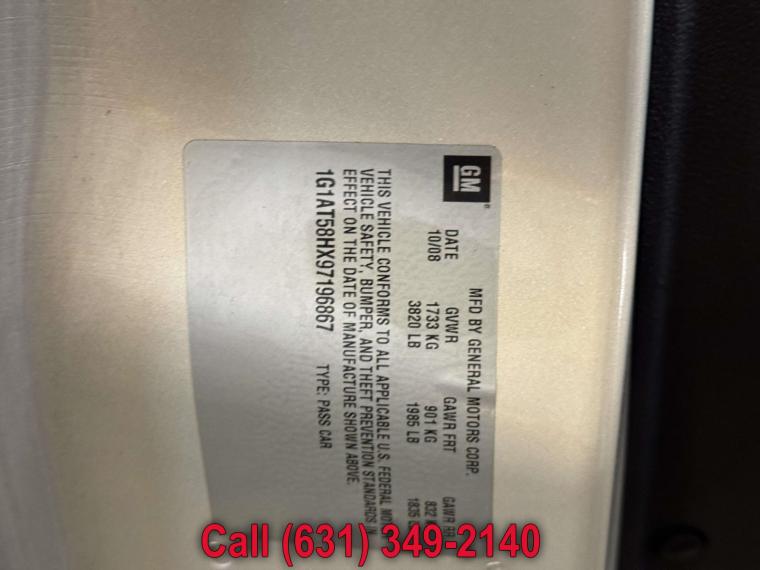 GM
MFD BY GENERAL MOTORS CORP.
DATE GVWR GAWR FRT GAWR RR
10/08 1733 KG 901 KG 832 K
3820 LB 1985 LB 1835 L
THIS VEHICLE CONFORMS TO ALL APPLICABLE U.S. FEDERAL MOTOR
VEHICLE SAFETY, BUMPER, AND THEFT PREVENTION STANDARDS IN
EFFECT ON THE DATE OF MANUFACTURE SHOWN ABOVE.
1G1AT58HX97196867 TYPE: PASS CAR
Call (631) 349-2140